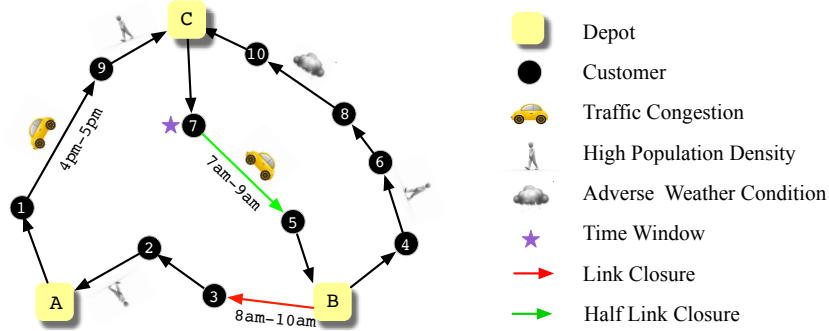 C
10
9
4pm-5pm
8
7
7am-9am
6
1
5
2
4
A
3
B
8am-10am
Depot
Customer
Traffic Congestion
High Population Density
Adverse Weather Condition
Time Window
Link Closure
Half Link Closure